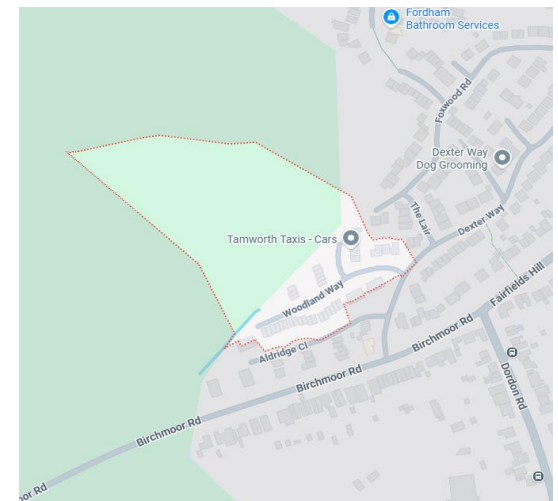 Fordham
Bathroom Services
Foxwood Rd
Dexter Way
Dog Grooming
The Lair
Tamworth Taxis - Cars
Dexter Way
Woodland Way
Fairfields Hill
Birchmoor Rd
Aldridge Cl
Birchmoor Rd
Dordon Rd
Birchmoor Rd
oor Rd